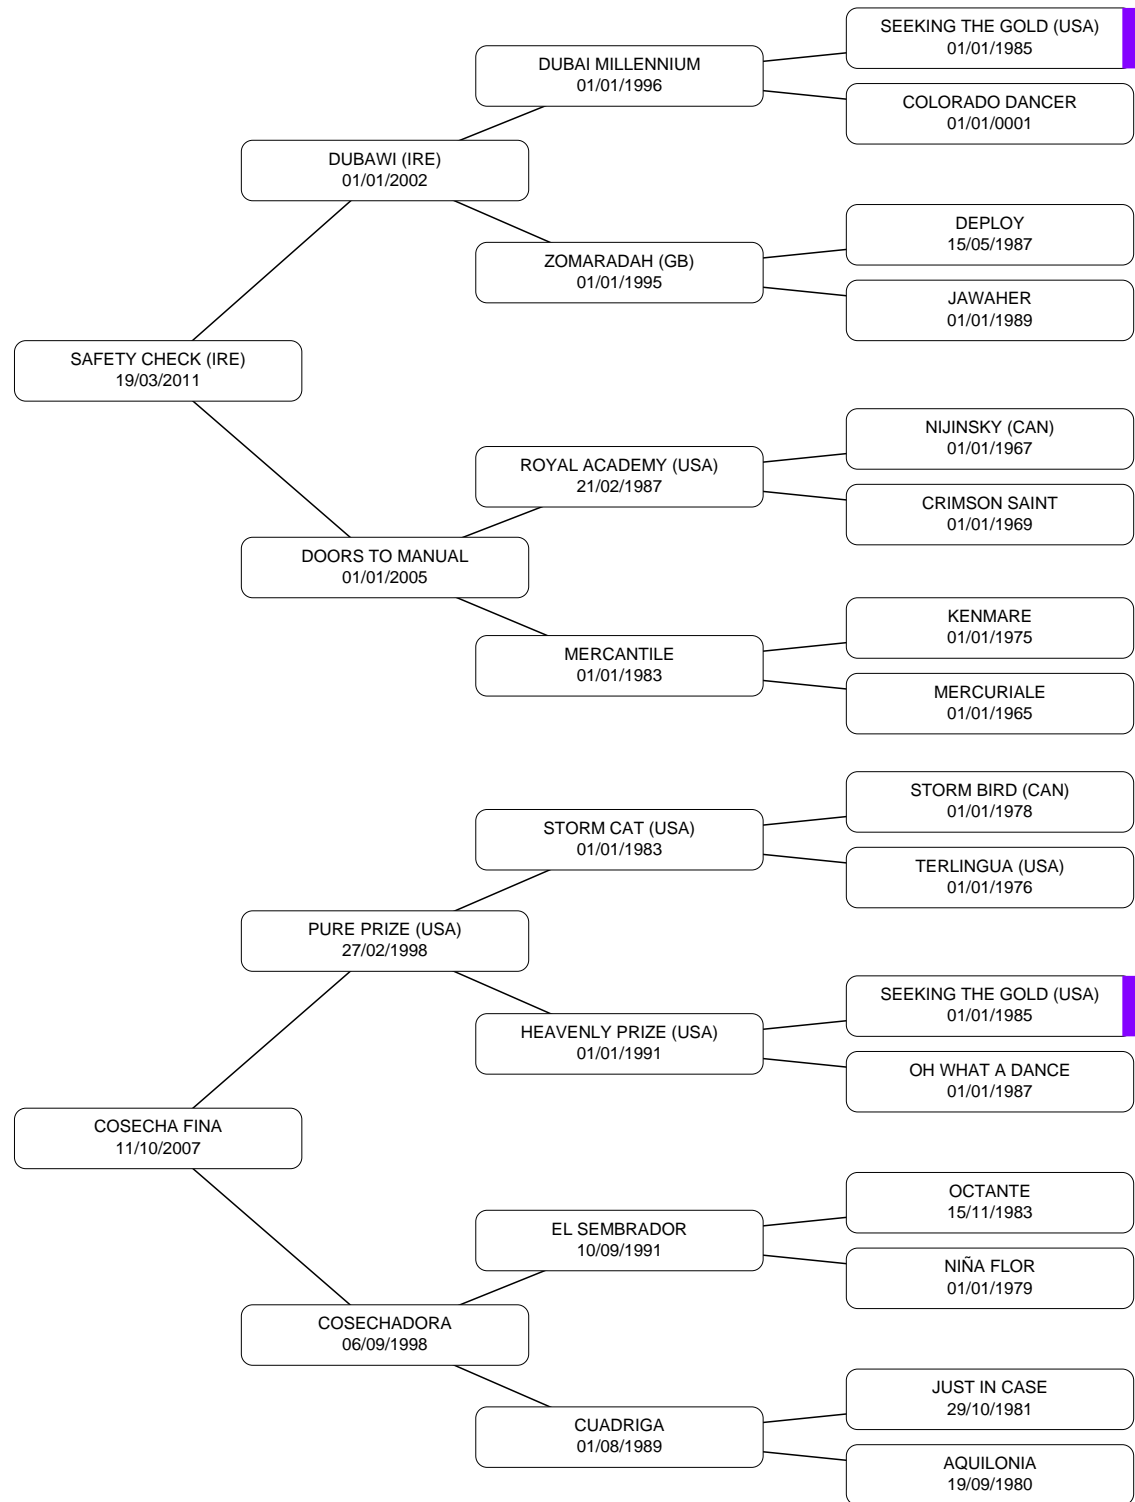 SEEKING THE GOLD (USA)
01/01/1985
DUBAI MILLENNIUM
01/01/1996
COLORADO DANCER
01/01/0001
DUBAWI (IRE)
01/01/2002
DEPLOY
15/05/1987
ZOMARADAH (GB)
01/01/1995
JAWAHER
01/01/1989
SAFETY CHECK (IRE)
19/03/2011
NIJINSKY (CAN)
01/01/1967
ROYAL ACADEMY (USA)
21/02/1987
CRIMSON SAINT
01/01/1969
DOORS TO MANUAL
01/01/2005
KENMARE
01/01/1975
MERCANTILE
01/01/1983
MERCURIALE
01/01/1965
STORM BIRD (CAN)
01/01/1978
STORM CAT (USA)
01/01/1983
TERLINGUA (USA)
01/01/1976
PURE PRIZE (USA)
27/02/1998
SEEKING THE GOLD (USA)
01/01/1985
HEAVENLY PRIZE (USA)
01/01/1991
OH WHAT A DANCE
01/01/1987
COSECHA FINA
11/10/2007
OCTANTE
15/11/1983
EL SEMBRADOR
10/09/1991
NIÑA FLOR
01/01/1979
COSECHADORA
06/09/1998
JUST IN CASE
29/10/1981
CUADRIGA
01/08/1989
AQUILONIA
19/09/1980